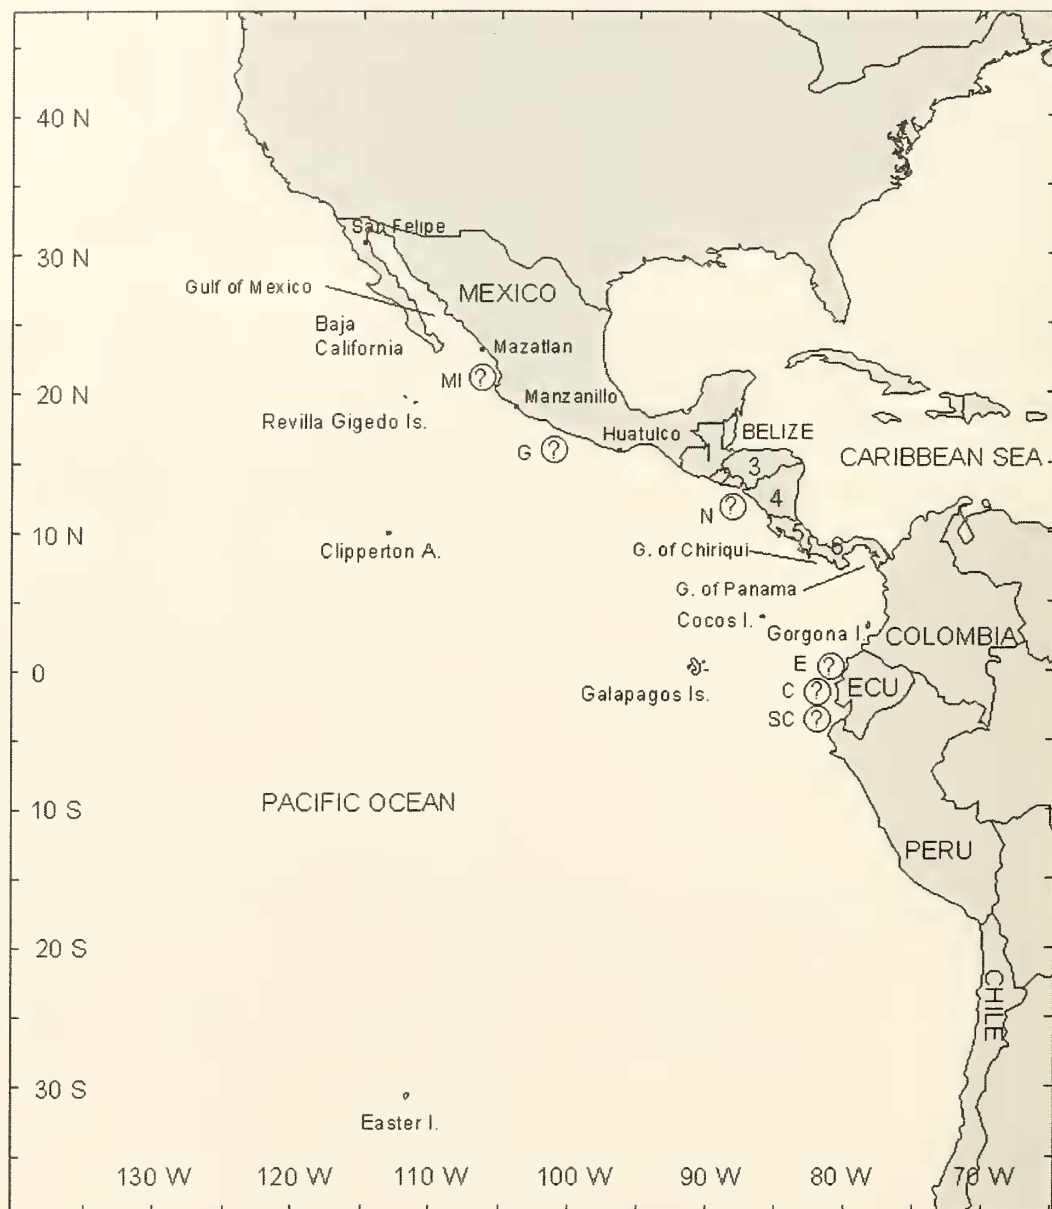 40 N
San Felipe
30 N
Gulf of Mexico
MEXICO
Baja
California
Mazatlan
MI ?
20 N
Manzanillo
Revilla Gigedo Is.
Huatulco
BELIZE
G ?
1
3
CARIBBEAN SEA
4
N ?
10 N
5
6
Clipperton A.
G. of Chiriqui
G. of Panama
Cocos I.
Gorgona I.
COLOMBIA
0
E ?
Galapagos Is.
C ?
ECU
SC ?
10 S
PACIFIC OCEAN
PERU
20 S
CHILE
30 S
Easter I.
130 W
120 W
110 W
100 W
90 W
80 W
70 W